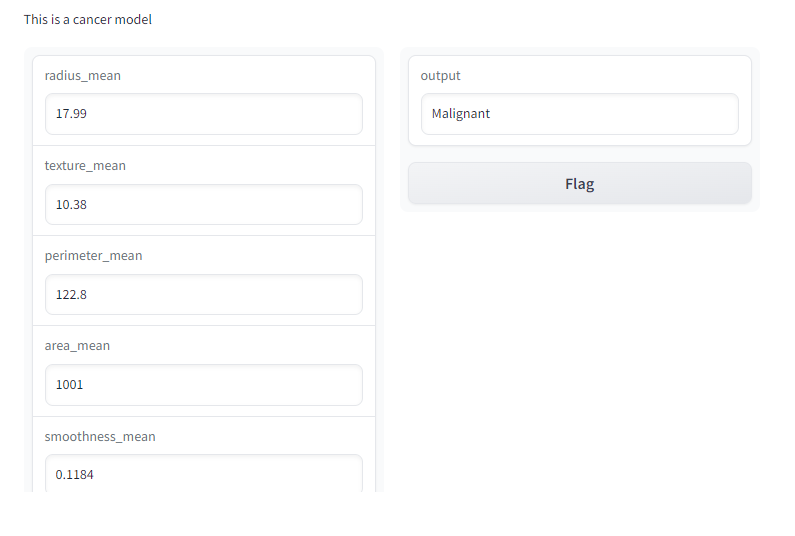 This is a cancer model
radius_mean
17.99
texture_mean
10.38
perimeter_mean
122.8
area_mean
1001
smoothness_mean
0.1184
output
Malignant
Flag